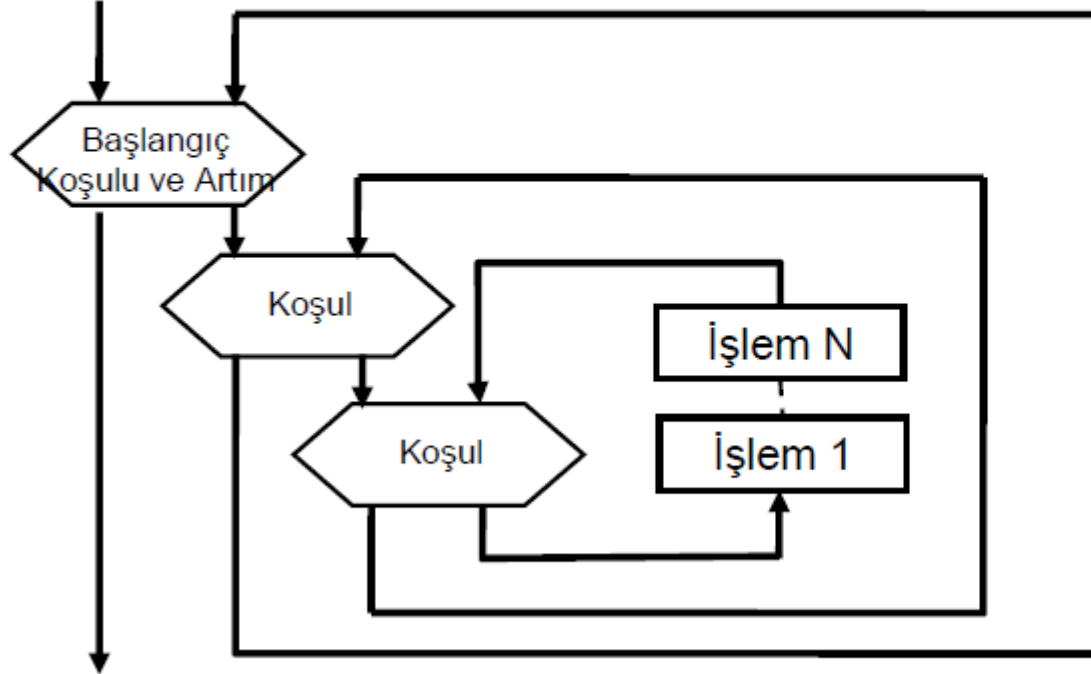 Başlangıç
Koşulu ve Artım
Koşul
İşlem N
Koşul
İşlem 1